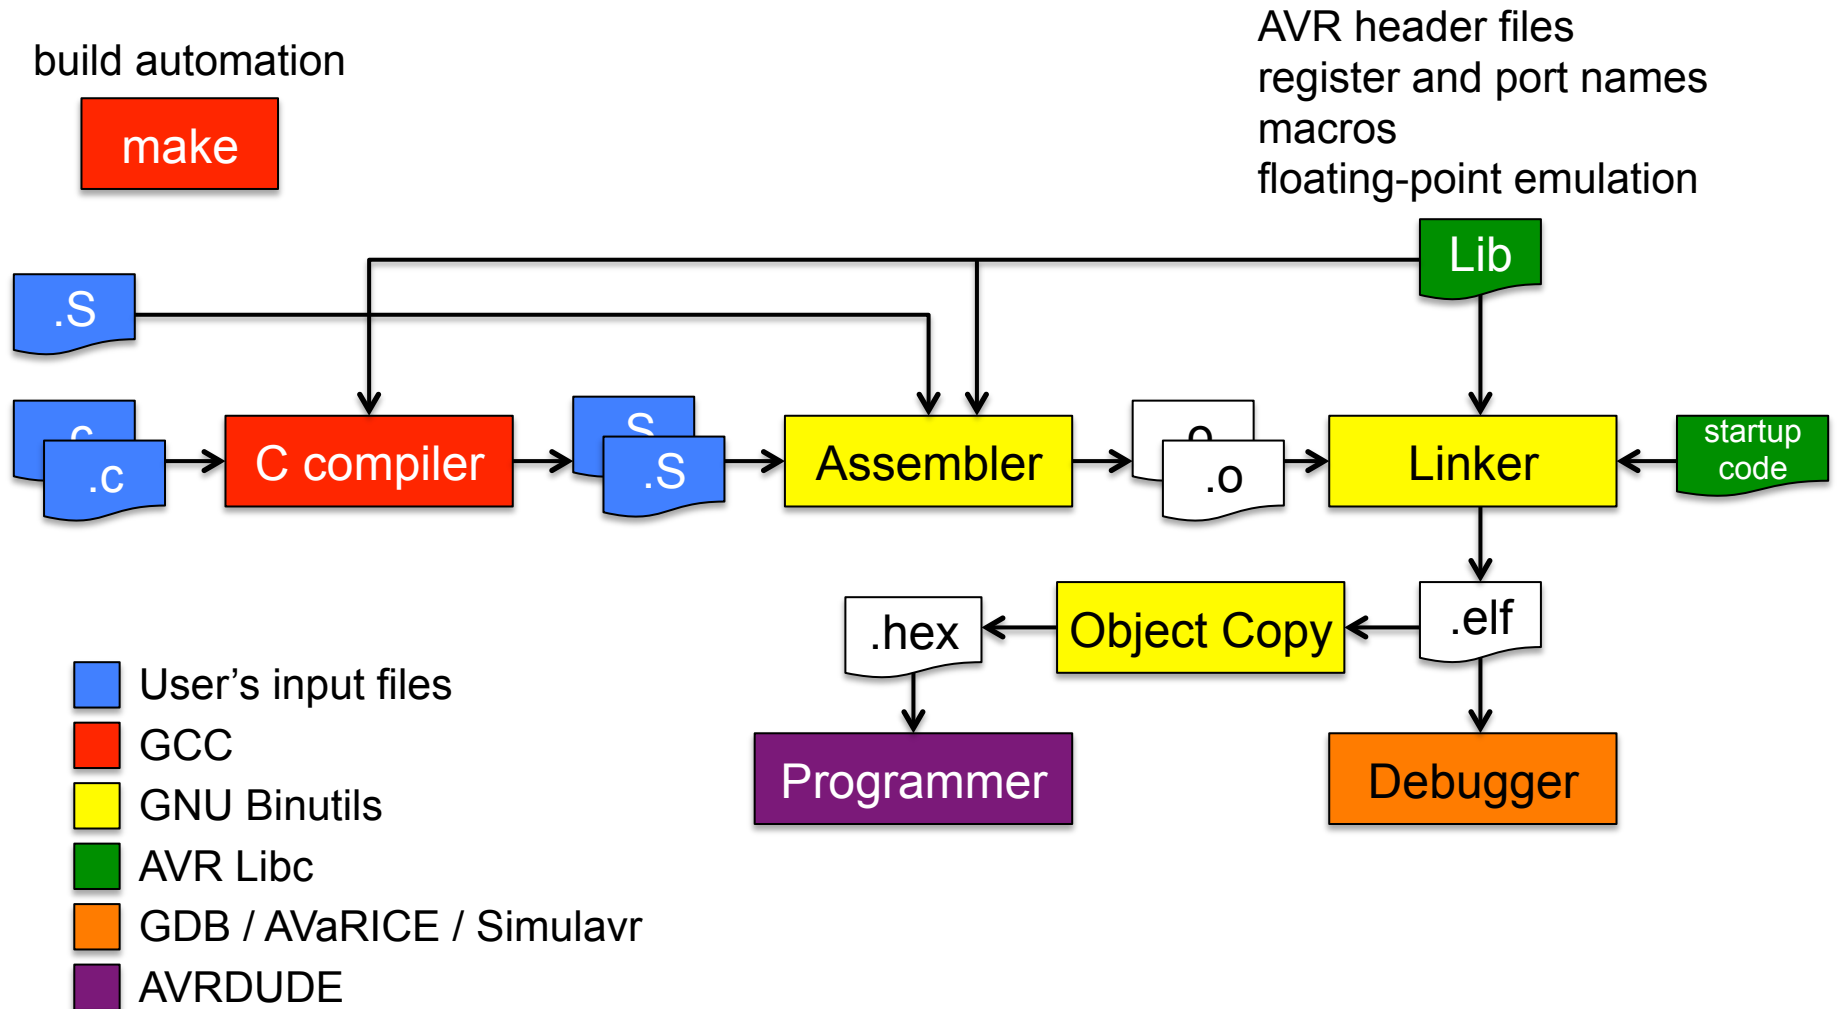 build automation
make
AVR header files
register and port names
macros
floating-point emulation
Lib
.S
.c
.c
C compiler
.S
.S
Assembler
.o
.o
Linker
startup
code
.hex
Object Copy
.elf
Programmer
Debugger
User’s input files
GCC
GNU Binutils
AVR Libc
GDB / AVaRICE / Simulavr
AVRDUDE